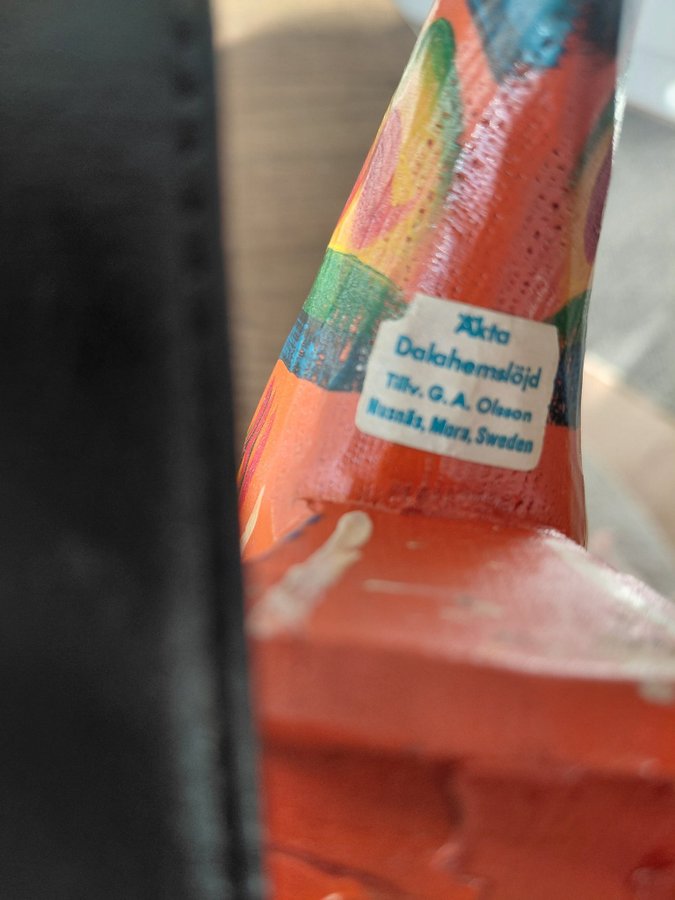 Äkta
Dalahemslöjd
Tillv. G. A. Olsson
Nusnäs, Mora, Sweden